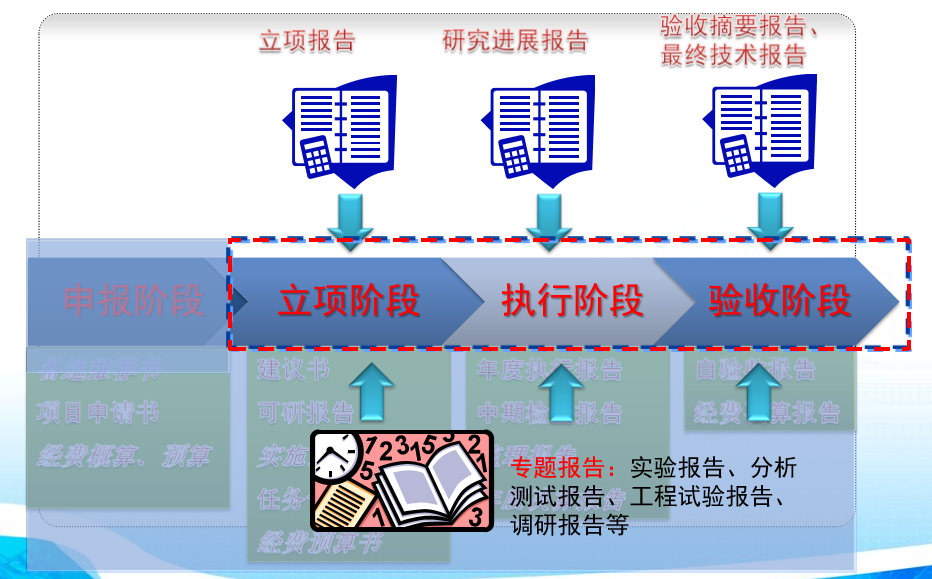 立项报告
研究进展报告
验收摘要报告、
最终技术报告
申报阶段
立项阶段
执行阶段
验收阶段
建议书
年度执行报告
自验收报告
项目申请书
可研报告
中期检 报告
经费 算报告
经费概算、预算
实施
专题报告：实验报告、分析
测试报告、工程试验报告、
调研报告等
任务
经费预算书